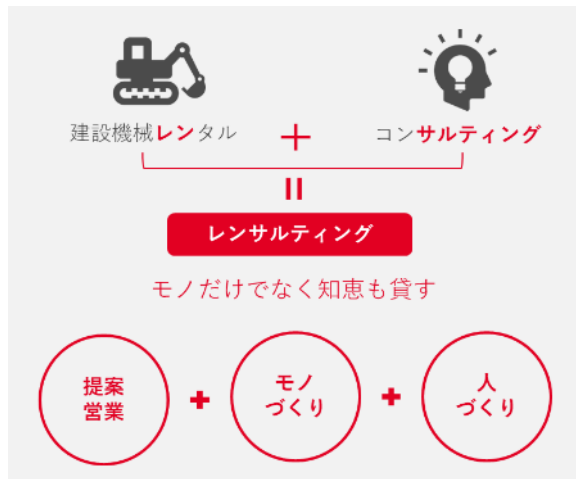 建設機械レンタル
+
コンサルティング
=
レンサルティング
モノだけでなく知恵も貸す
提案
営業
+
モノ
づくり
+
人
づくり